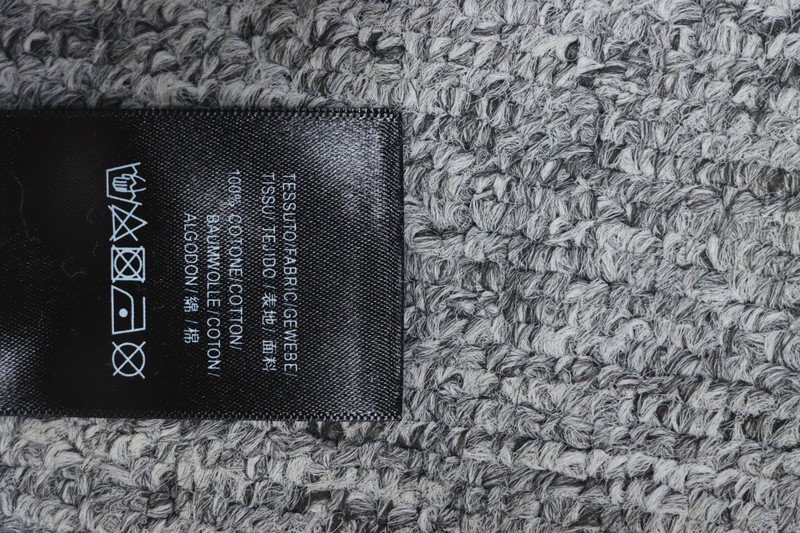 TESSUTO/FABRIC/GEWEBE/
TISSU/ TEJIDO / 表地 / 面料
100% COTONE/COTTON/
BAUMWOLLE/COTON/
ALGODON/ 綿 / 棉